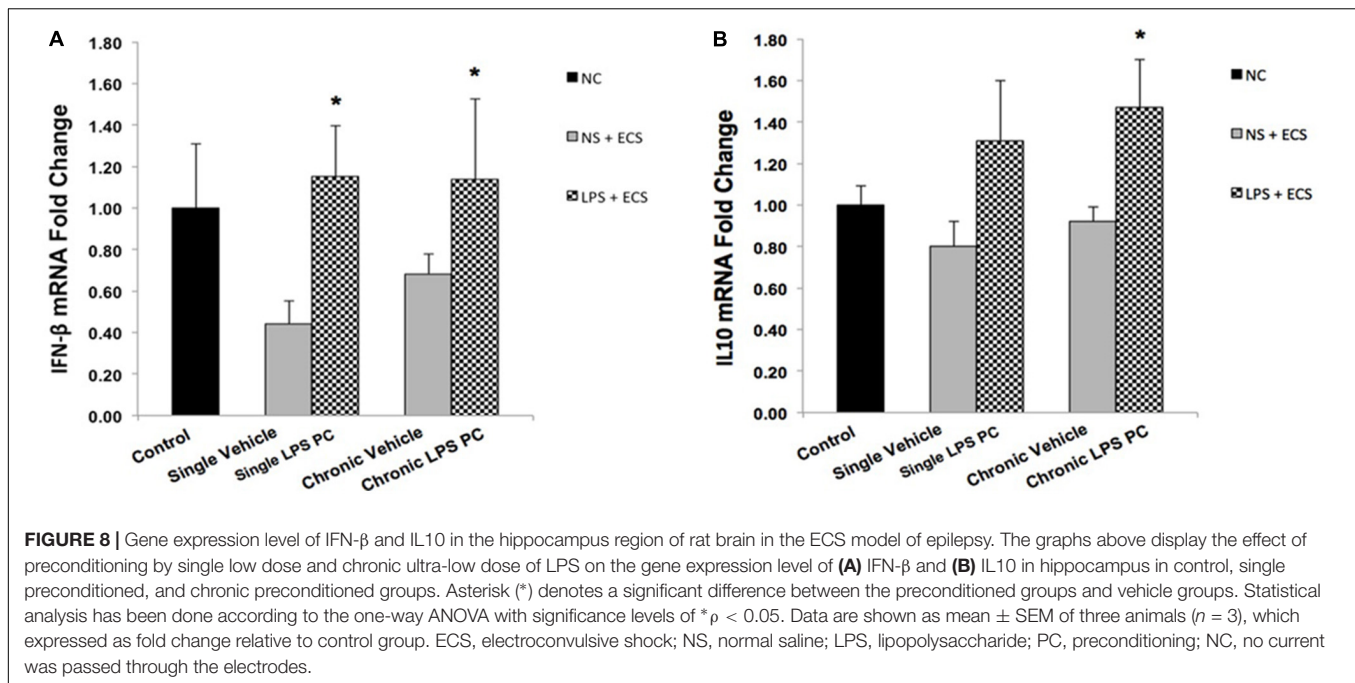 A
1.80
1.60
1.40
1.20
1.00
0.80
0.60
0.40
0.20
0.00
IFN-β mRNA Fold Change
*
*
Control
Single Vehicle
Single LPS PC
Chronic Vehicle
Chronic LPS PC
NC
NS + ECS
LPS + ECS
B
1.80
1.60
1.40
1.20
1.00
0.80
0.60
0.40
0.20
0.00
IL10 mRNA Fold Change
*
Control
Single Vehicle
Single LPS PC
Chronic Vehicle
Chronic LPS PC
NC
NS + ECS
LPS + ECS
FIGURE 8 | Gene expression level of IFN-β and IL10 in the hippocampus region of rat brain in the ECS model of epilepsy. The graphs above display the effect of
preconditioning by single low dose and chronic ultra-low dose of LPS on the gene expression level of (A) IFN-β and (B) IL10 in hippocampus in control, single
preconditioned, and chronic preconditioned groups. Asterisk (*) denotes a significant difference between the preconditioned groups and vehicle groups. Statistical
analysis has been done according to the one-way ANOVA with significance levels of *ρ < 0.05. Data are shown as mean ± SEM of three animals (n = 3), which
expressed as fold change relative to control group. ECS, electroconvulsive shock; NS, normal saline; LPS, lipopolysaccharide; PC, preconditioning; NC, no current
was passed through the electrodes.